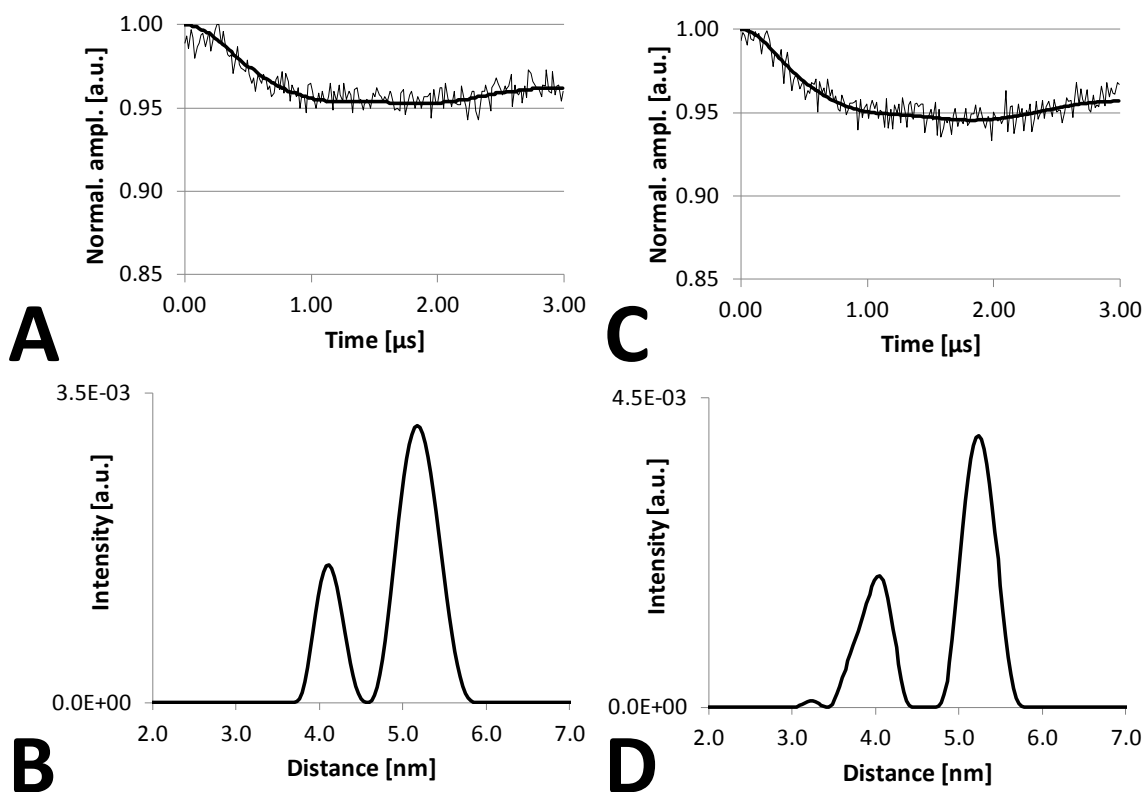 1.00
0.95
0.90
0.85
Normal. ampl. [a.u.]
0.00 1.00 2.00 3.00
Time [µs]
A
1.00
0.95
0.90
0.85
Normal. ampl. [a.u.]
0.00 1.00 2.00 3.00
Time [µs]
C
3.5E-03
0.0E+00
Intensity [a.u.]
2.0 3.0 4.0 5.0 6.0 7.0
Distance [nm]
B
4.5E-03
0.0E+00
Intensity [a.u.]
2.0 3.0 4.0 5.0 6.0 7.0
Distance [nm]
D